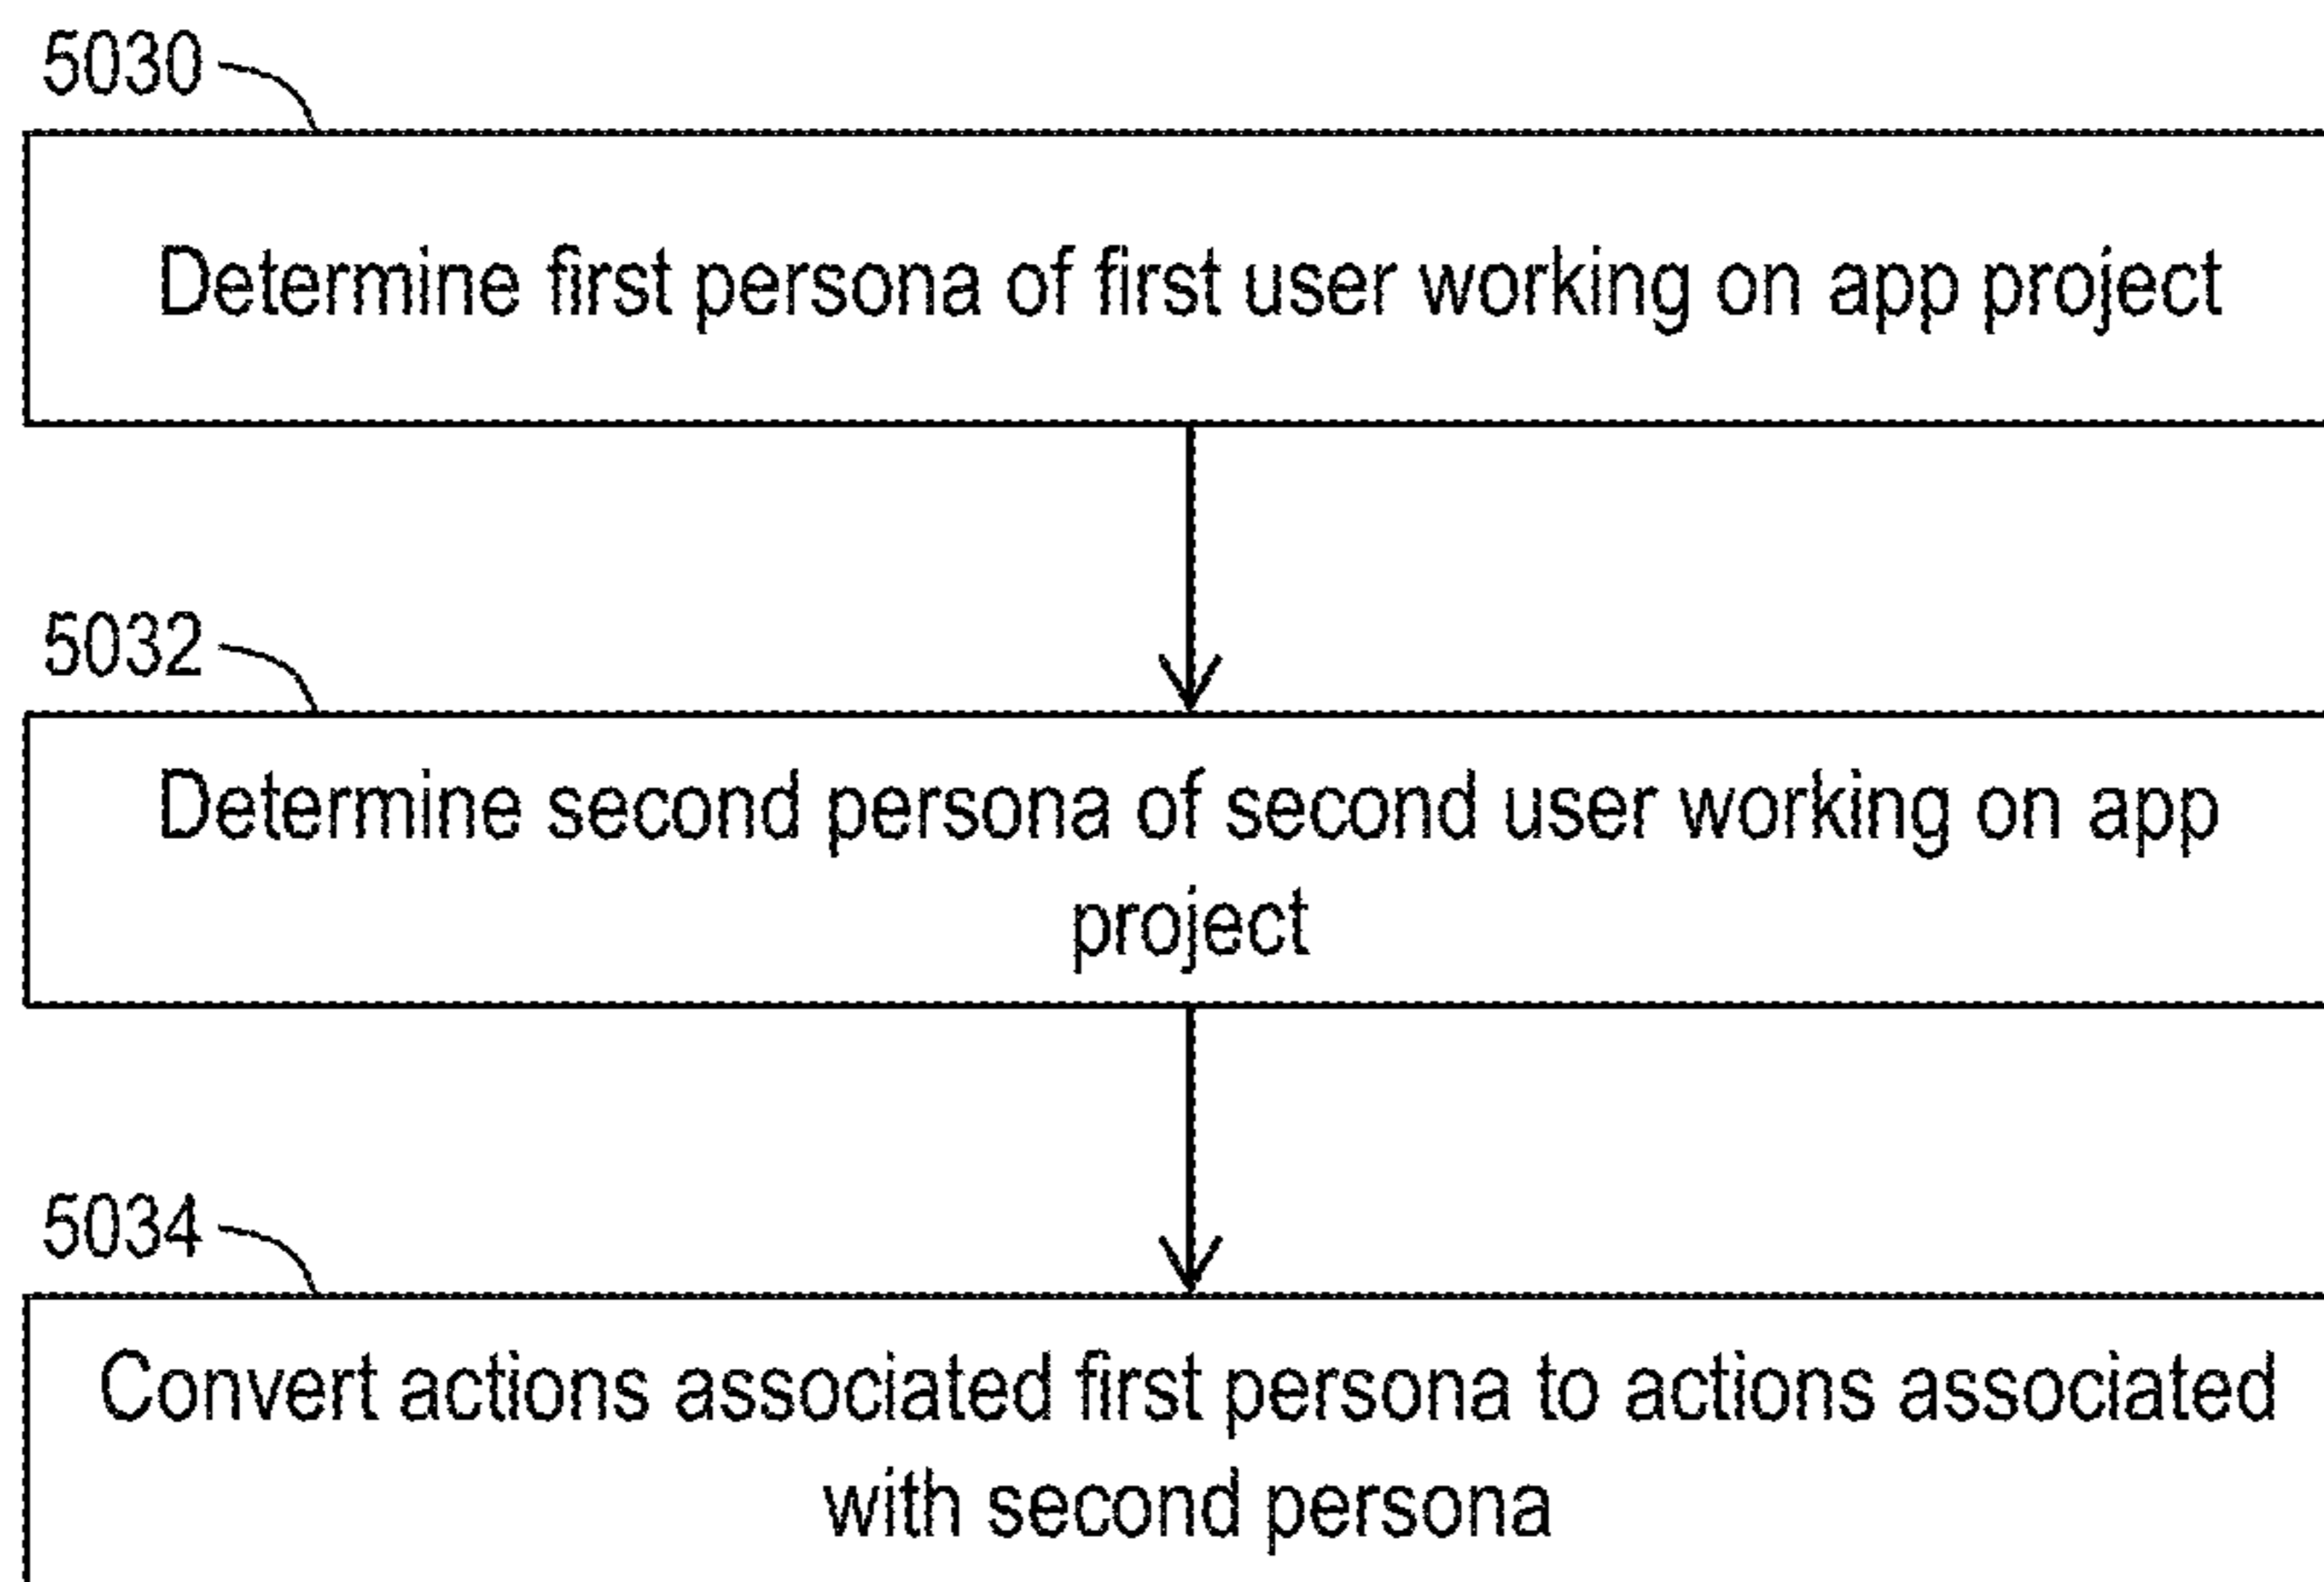 5030
Determine first persona of first user working on app project
5032
Determine second persona of second user working on app
project
5034
Convert actions associated first persona to actions associated
with second persona